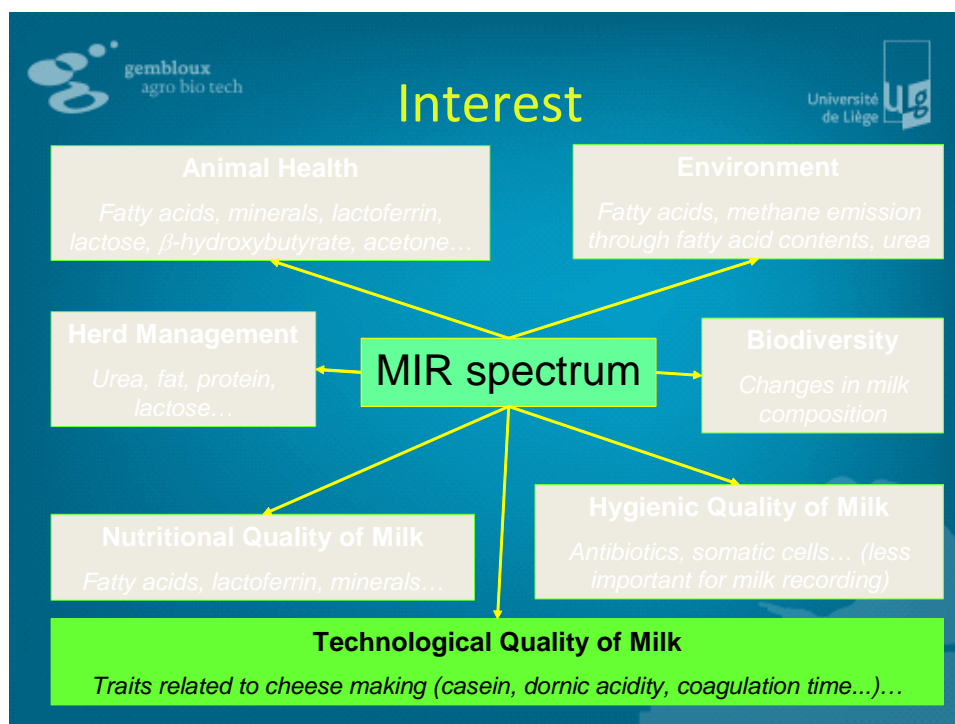 gembloux
agro bio tech
Interest
Université
de Liège
Animal Health
Fatty acids, minerals, lactoferrin,
lactose, β-hydroxybutyrate, acetone…
Environment
Fatty acids, methane emission
through fatty acid contents, urea
Herd Management
Urea, fat, protein,
lactose…
MIR spectrum
Biodiversity
Changes in milk
composition
Nutritional Quality of Milk
Fatty acids, lactoferrin, minerals…
Hygienic Quality of Milk
Antibiotics, somatic cells… (less
important for milk recording)
Technological Quality of Milk
Traits related to cheese making (casein, dornic acidity, coagulation time...)…